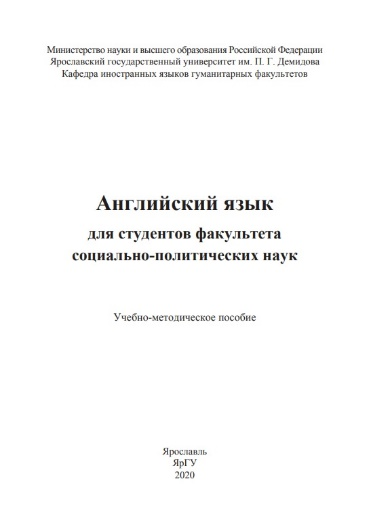 Министерство науки и высшего образования Российской Федерации
Ярославский государственный университет им. П. Г. Демидова
Кафедра иностранных языков гуманитарных факультетов
Английский язык
для студентов факультета
социально-политических наук
Учебно-методическое пособие
Ярославль
ЯрГУ
2020